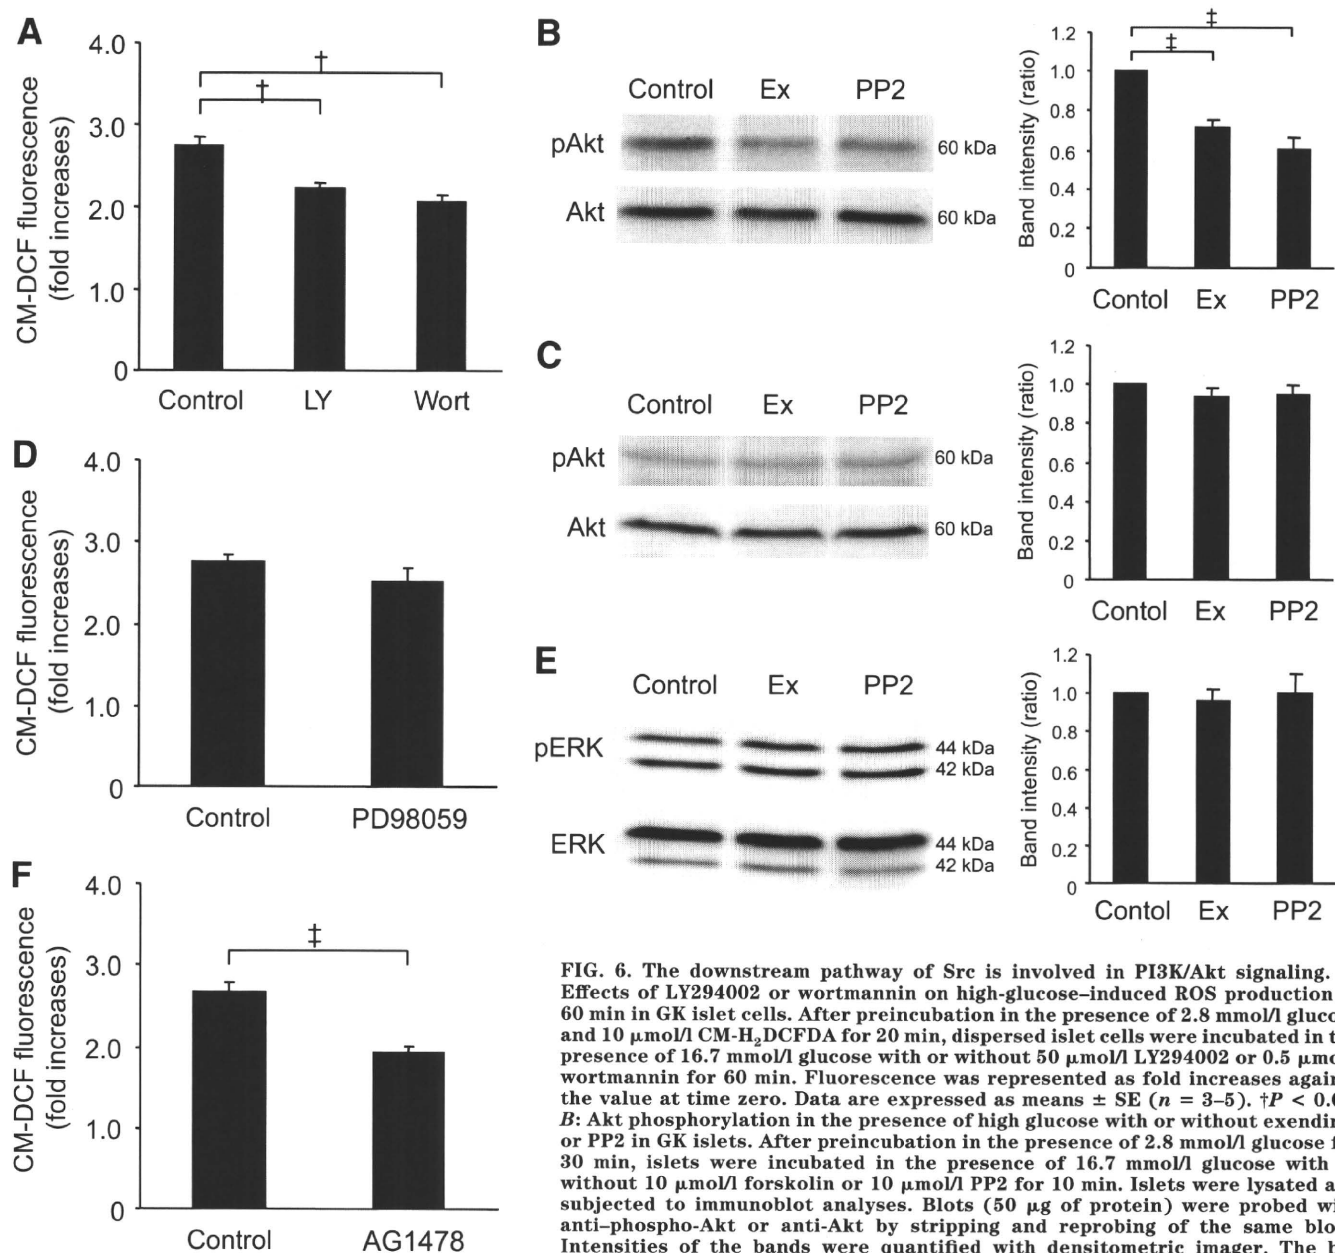 A
CM-DCF fluorescence
(fold increases)
4.0
3.0
2.0
1.0
0
†
†
Control LY Wort
B
Control Ex PP2
pAkt 60 kDa
Akt 60 kDa
Band intensity (ratio)
1.2
1.0
0.8
0.6
0.4
0.2
0
‡
‡
Contol Ex PP2
C
Control Ex PP2
pAkt 60 kDa
Akt 60 kDa
Band intensity (ratio)
1.2
1.0
0.8
0.6
0.4
0.2
0
Contol Ex PP2
D
CM-DCF fluorescence
(fold increases)
4.0
3.0
2.0
1.0
0
Control PD98059
E
Control Ex PP2
pERK 44 kDa
42 kDa
ERK 44 kDa
42 kDa
Band intensity (ratio)
1.2
1.0
0.8
0.6
0.4
0.2
0
Contol Ex PP2
F
CM-DCF fluorescence
(fold increases)
4.0
3.0
2.0
1.0
0
‡
Control AG1478
FIG. 6. The downstream pathway of Src is involved in PI3K/Akt signaling.
Effects of LY294002 or wortmannin on high-glucose–induced ROS production
60 min in GK islet cells. After preincubation in the presence of 2.8 mmol/l
and 10 μmol/l CM-H₂DCFDA for 20 min, dispersed islet cells were incubated in
presence of 16.7 mmol/l glucose with or without 50 μmol/l LY294002 or 0.5
wortmannin for 60 min. Fluorescence was represented as fold increases
the value at time zero. Data are expressed as means ± SE (n = 3–5). †P <
B: Akt phosphorylation in the presence of high glucose with or without
or PP2 in GK islets. After preincubation in the presence of 2.8 mmol/l glucose
30 min, islets were incubated in the presence of 16.7 mmol/l glucose with
without 10 μmol/l forskolin or 10 μmol/l PP2 for 10 min. Islets were lysated
subjected to immunoblot analyses. Blots (50 μg of protein) were probed
anti–phospho-Akt or anti-Akt by stripping and reprobing of the same
Intensities of the bands were quantified with densitometric imager. The